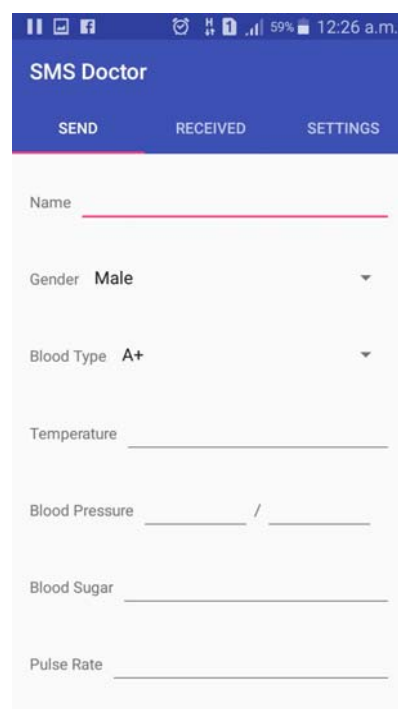 59% 12:26 a.m.
SMS Doctor
SEND RECEIVED SETTINGS
Name
Gender Male
Blood Type A+
Temperature
Blood Pressure /
Blood Sugar
Pulse Rate